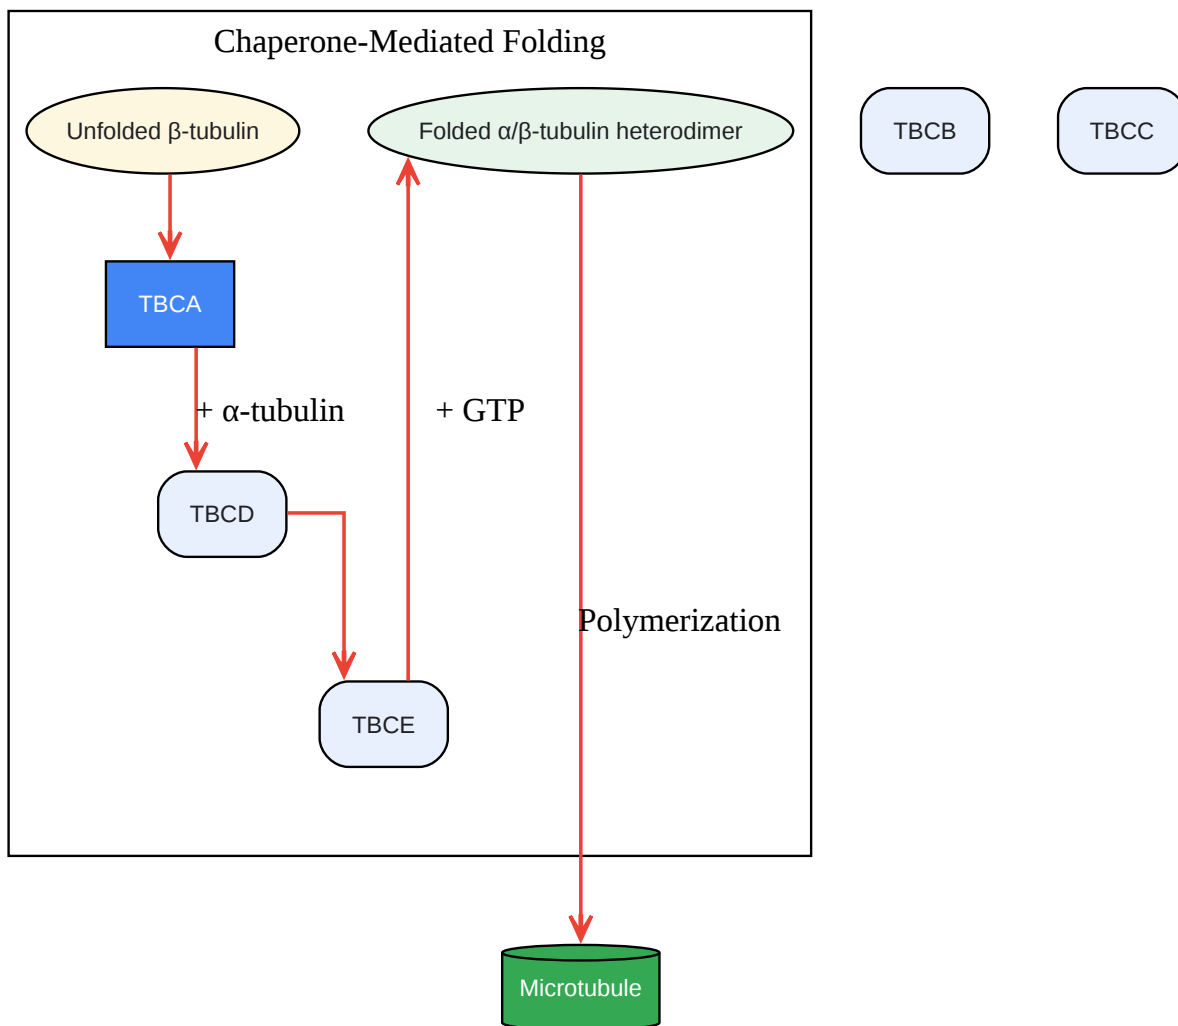 Chaperone-Mediated Folding
Unfolded β-tubulin
Folded α/β-tubulin heterodimer
TBCB
TBCC
TBCA
+ α-tubulin
+ GTP
TBCD
Polymerization
TBCE
Microtubule